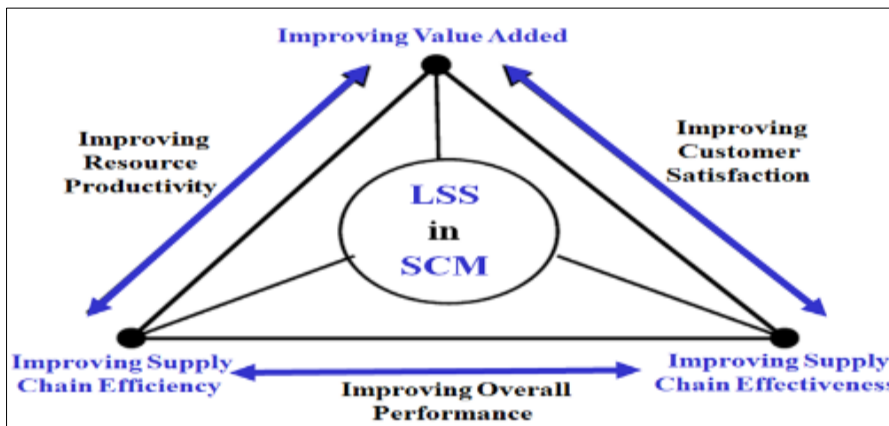 Improving Value Added
Improving
Resource
Productivity
Improving
Customer
Satisfaction
LSS
in
SCM
Improving Supply
Chain Efficiency
Improving Overall
Performance
Improving Supply
Chain Effectiveness